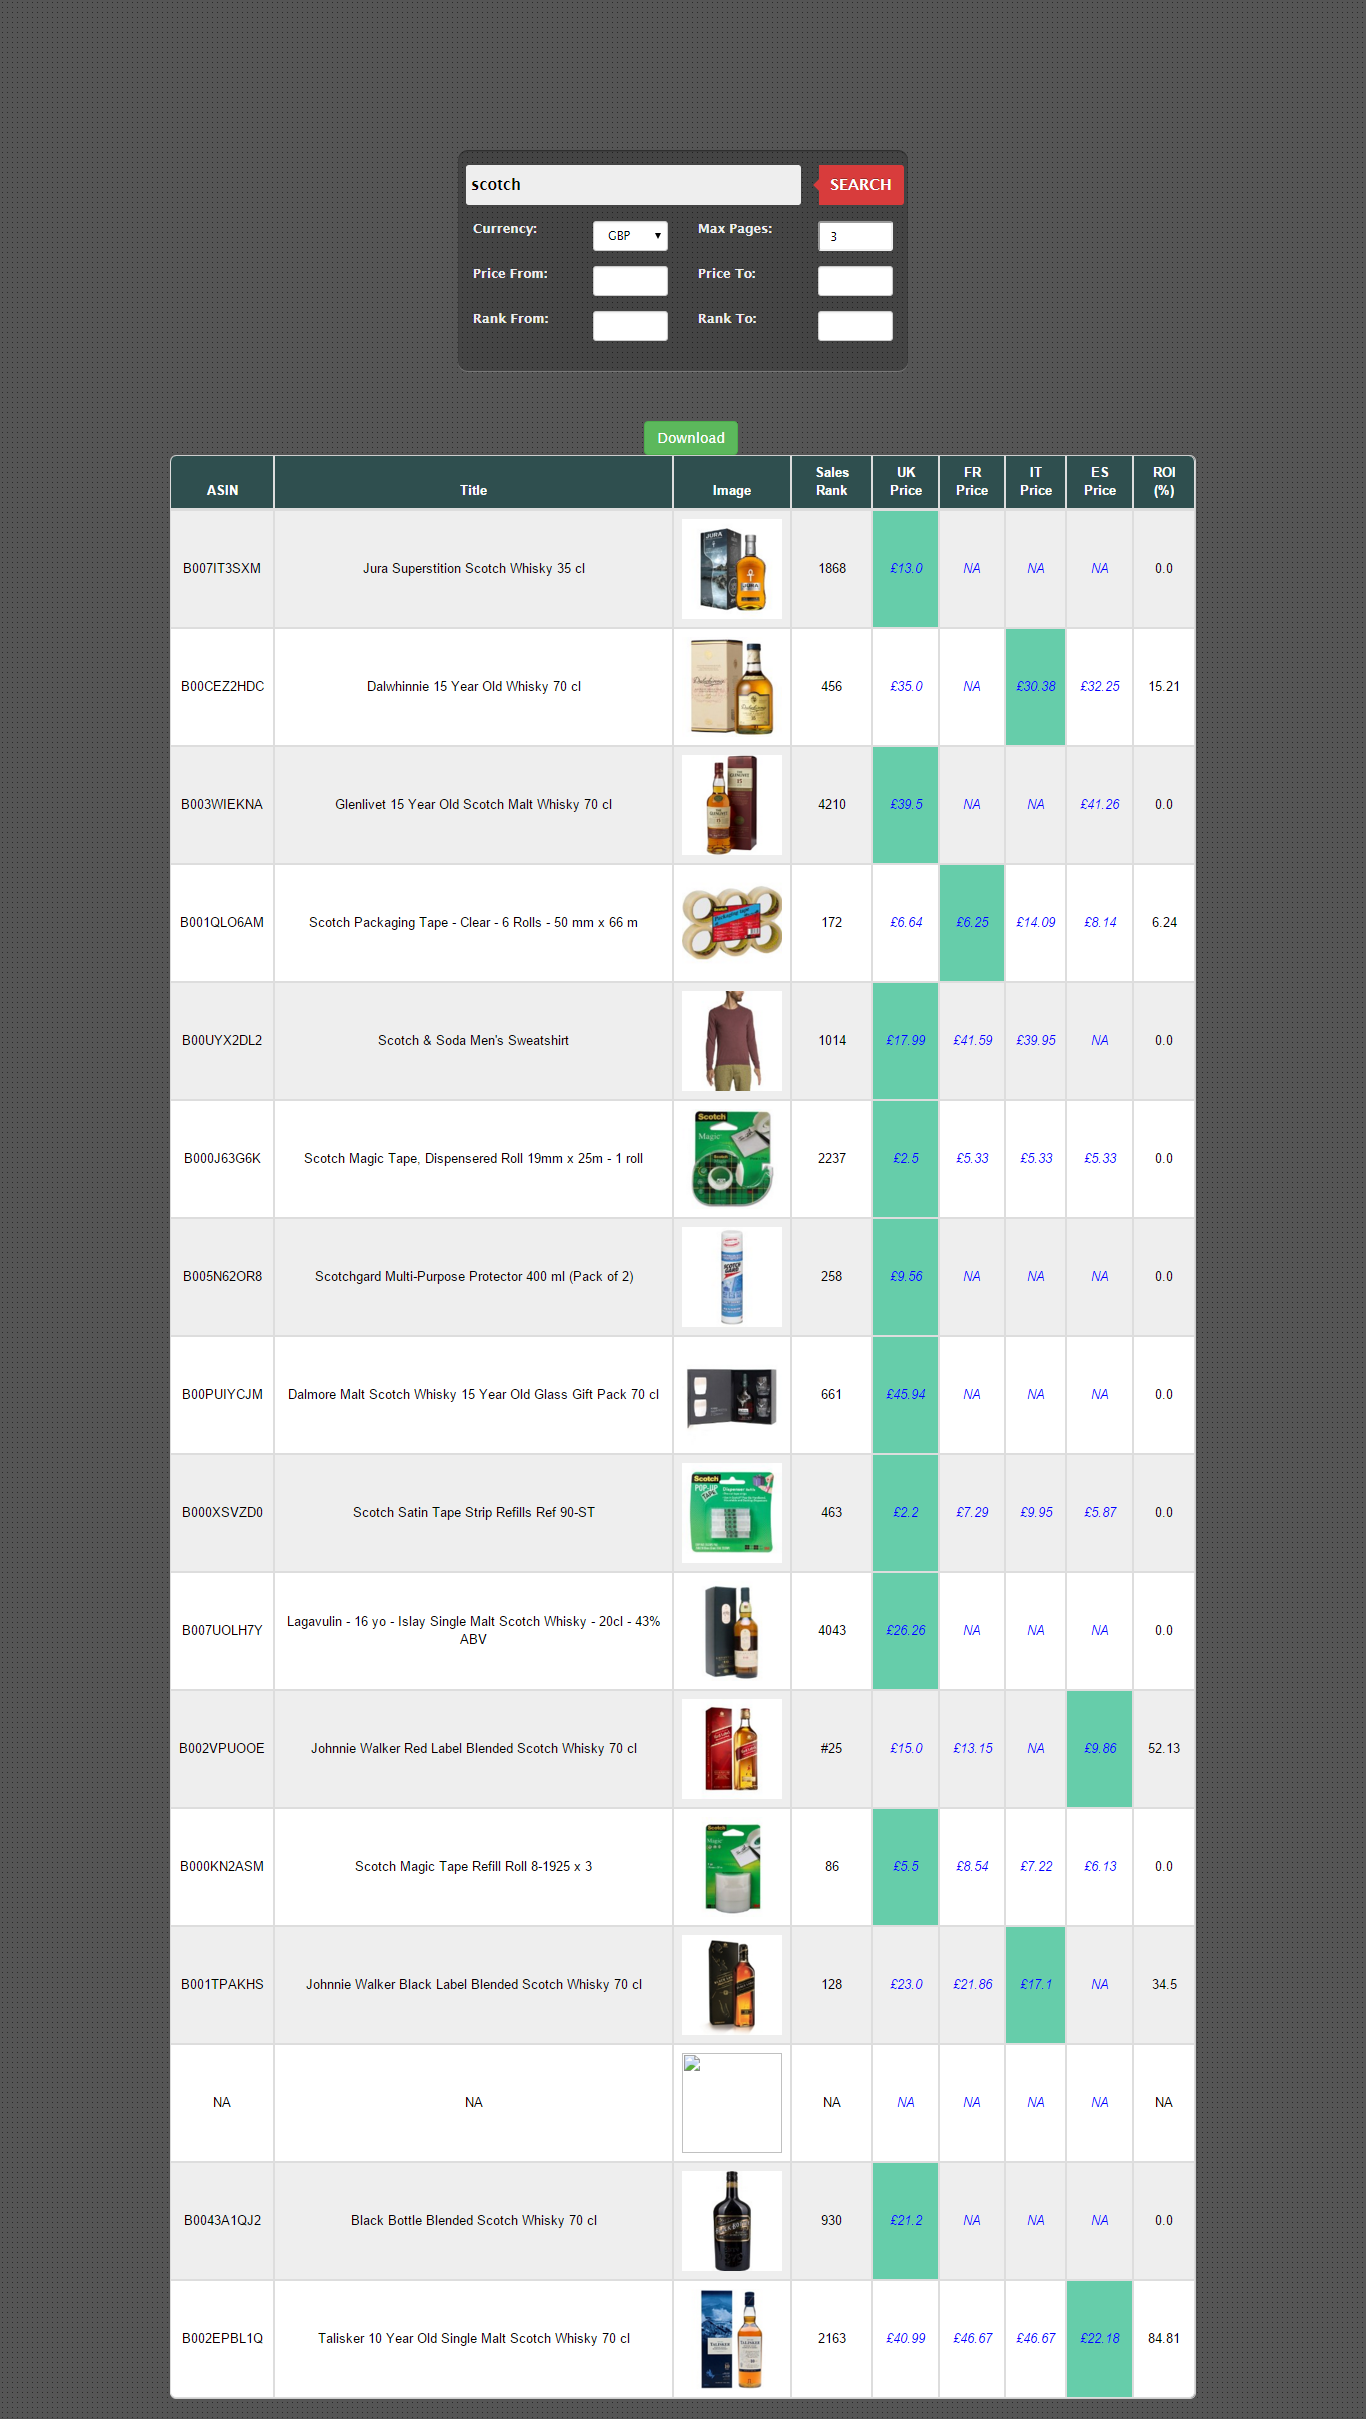 scotch
SEARCH
Currency: GBP Max Pages: 3
Price From: Price To:
Rank From: Rank To:
Download
ASIN Title Image Sales Rank UK Price FR Price IT Price ES Price ROI (%)
B007IT3SXM Jura Superstition Scotch Whisky 35 cl JURA JURA 1868 £13.0 NA NA NA 0.0
B00CEZ2HDC Dalwhinnie 15 Year Old Whisky 70 cl 456 £35.0 NA £30.38 £32.25 15.21
B003WIEKNA Glenlivet 15 Year Old Scotch Malt Whisky 70 cl 4210 £39.5 NA NA £41.26 0.0
B001QLO6AM Scotch Packaging Tape - Clear - 6 Rolls - 50 mm x 66 m 172 £6.64 £6.25 £14.09 £8.14 6.24
B00UYX2DL2 Scotch & Soda Men's Sweatshirt 1014 £17.99 £41.59 £39.95 NA 0.0
B000J63G6K Scotch Magic Tape, Dispensered Roll 19mm x 25m - 1 roll Scotch Magic 2237 £2.5 £5.33 £5.33 £5.33 0.0
B005N62OR8 Scotchgard Multi-Purpose Protector 400 ml (Pack of 2) 258 £9.56 NA NA NA 0.0
B00PUIYCJM Dalmore Malt Scotch Whisky 15 Year Old Glass Gift Pack 70 cl 661 £45.94 NA NA NA 0.0
B000XSVZD0 Scotch Satin Tape Strip Refills Ref 90-ST Scotch POP-UP TAPE 463 £2.2 £7.29 £9.95 £5.87 0.0
B007UOLH7Y Lagavulin - 16 yo - Islay Single Malt Scotch Whisky - 20cl - 43%
ABV 4043 £26.26 NA NA NA 0.0
B002VPUOOE Johnnie Walker Red Label Blended Scotch Whisky 70 cl #25 £15.0 £13.15 NA £9.86 52.13
B000KN2ASM Scotch Magic Tape Refill Roll 8-1925 x 3 Scotch Magic 86 £5.5 £8.54 £7.22 £6.13 0.0
B001TPAKHS Johnnie Walker Black Label Blended Scotch Whisky 70 cl 128 £23.0 £21.86 £17.1 NA 34.5
NA NA NA NA NA NA NA NA
B0043A1QJ2 Black Bottle Blended Scotch Whisky 70 cl 930 £21.2 NA NA NA 0.0
B002EPBL1Q Talisker 10 Year Old Single Malt Scotch Whisky 70 cl TALISKER TALISKER 2163 £40.99 £46.67 £46.67 £22.18 84.81